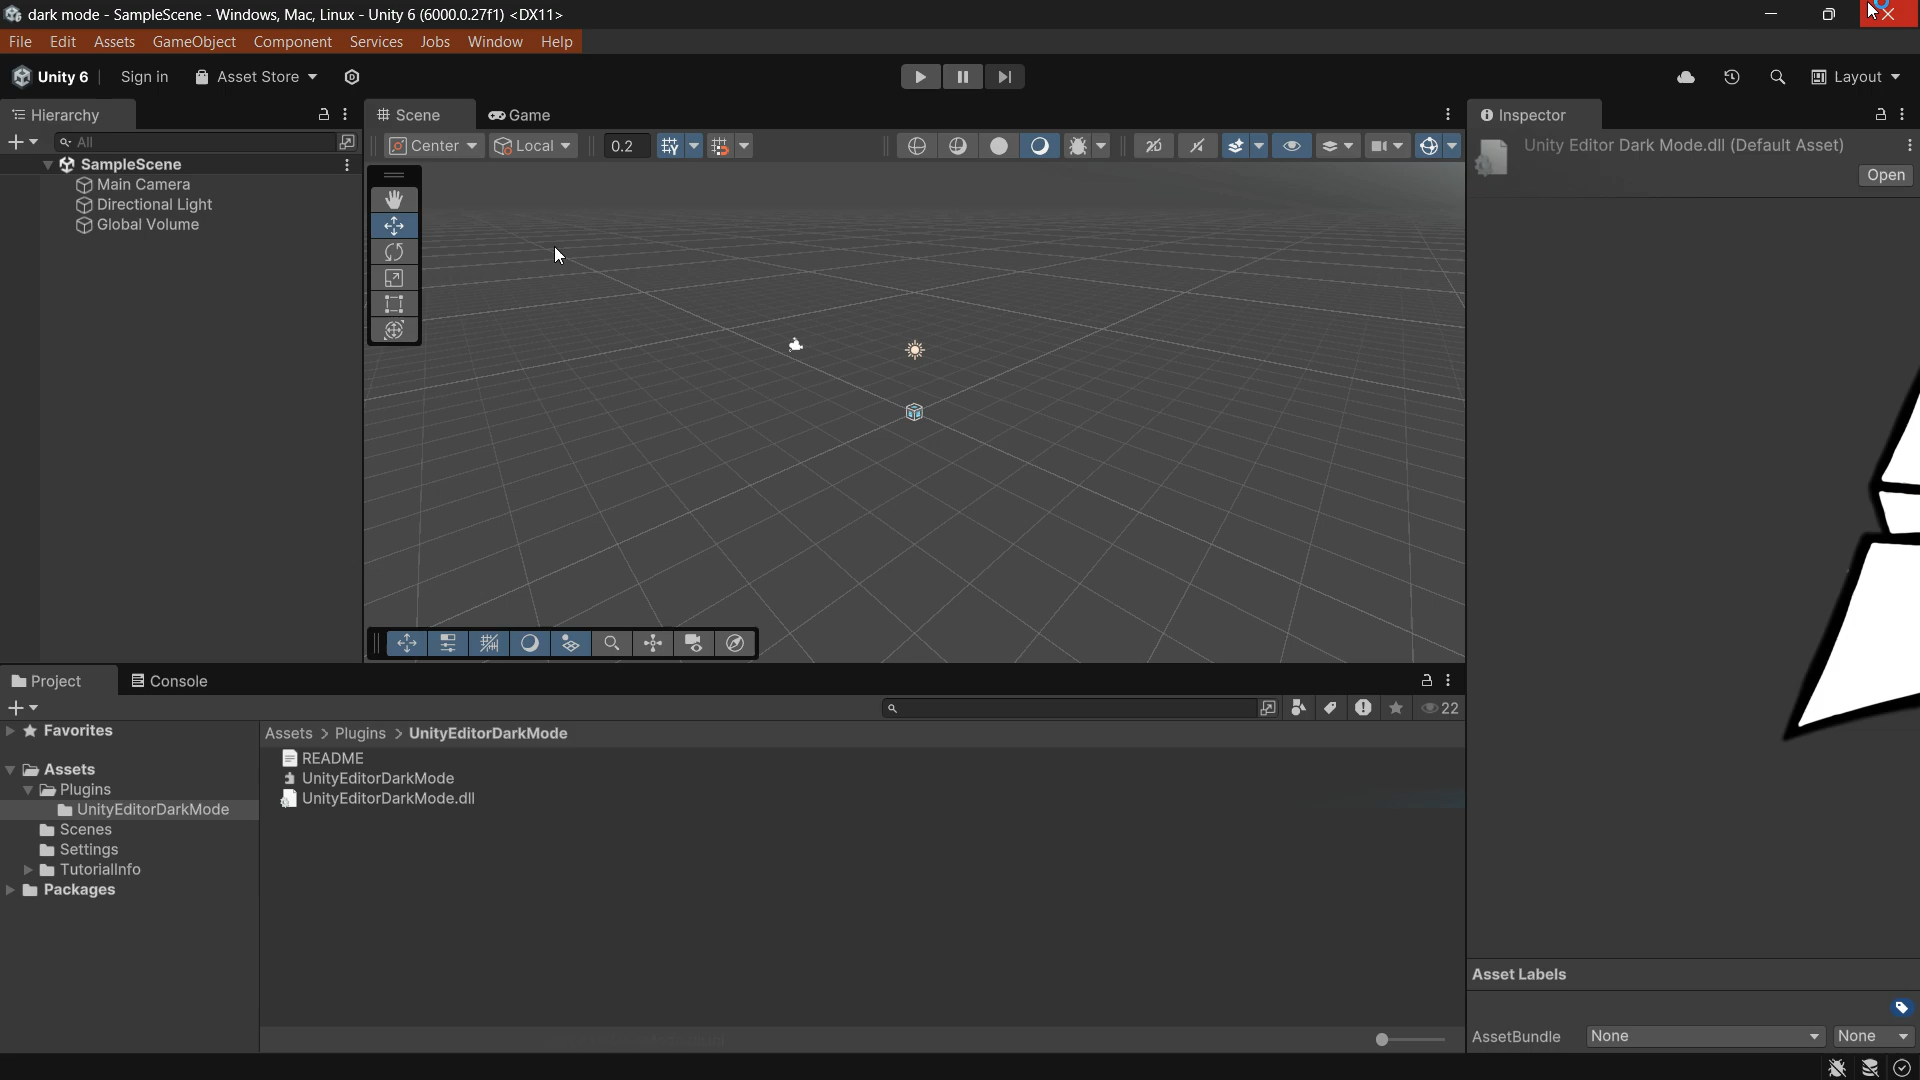 dark mode - SampleScene - Windows, Mac, Linux - Unity 6 (6000.0.27f1) <DX11>
File Edit Assets GameObject Component Services Jobs Window Help
Unity 6 Sign in Asset Store Layout
Hierarchy
All
SampleScene
Main Camera
Directional Light
Global Volume
Scene Game
Center Local 0.2 2D
Inspector
Unity Editor Dark Mode.dll (Default Asset)
Open
Project Console
22
Favorites
Assets
Plugins
UnityEditorDarkMode
Scenes
Settings
TutorialInfo
Packages
Assets > Plugins > UnityEditorDarkMode
README
UnityEditorDarkMode
UnityEditorDarkMode.dll
Asset Labels
AssetBundle None None